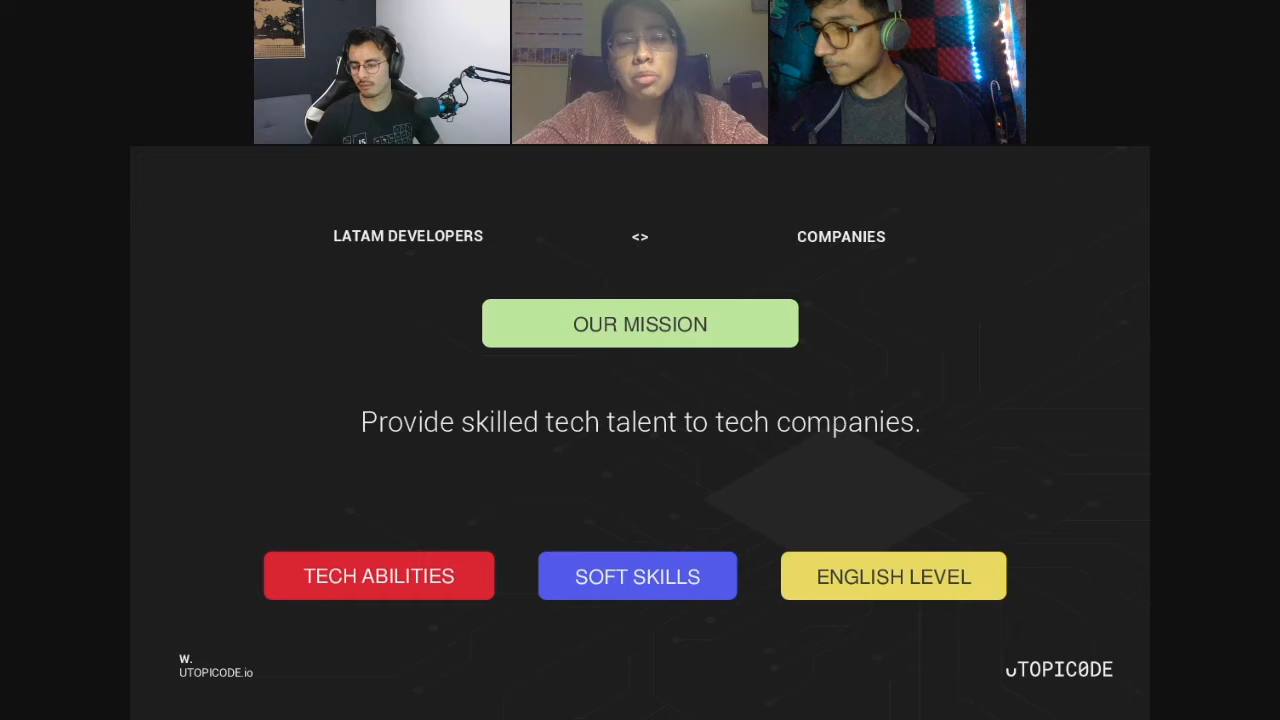 LATAM DEVELOPERS <> COMPANIES
OUR MISSION
Provide skilled tech talent to tech companies.
TECH ABILITIES SOFT SKILLS ENGLISH LEVEL
W.
UTOPICODE.io
uTOPIC0DE